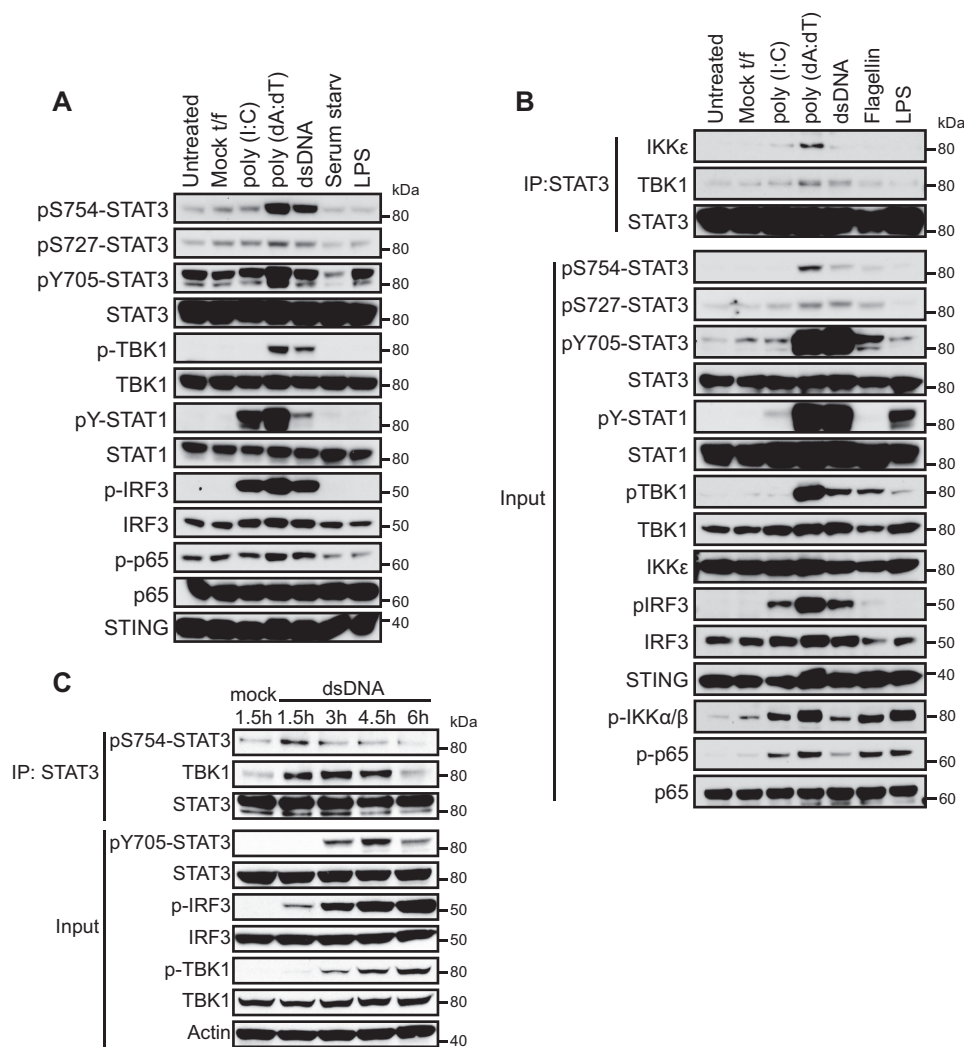 A
Untreated
Mock t/f
poly (I:C)
poly (dA:dT)
dsDNA
Serum starv
LPS
kDa
pS754-STAT3
80
pS727-STAT3
80
pY705-STAT3
80
STAT3
80
p-TBK1
80
TBK1
80
pY-STAT1
80
STAT1
80
p-IRF3
50
IRF3
50
p-p65
60
p65
60
STING
40
B
Untreated
Mock t/f
poly (I:C)
poly (dA:dT)
dsDNA
Flagellin
LPS
kDa
IP:STAT3
IKKε
80
TBK1
80
STAT3
80
Input
pS754-STAT3
80
pS727-STAT3
80
pY705-STAT3
80
STAT3
80
pY-STAT1
80
STAT1
80
pTBK1
80
TBK1
80
IKKε
80
pIRF3
50
IRF3
50
STING
40
p-IKKα/β
80
p-p65
60
p65
60
C
mock
dsDNA
1.5h
1.5h
3h
4.5h
6h
kDa
IP: STAT3
pS754-STAT3
80
TBK1
80
STAT3
80
Input
pY705-STAT3
80
STAT3
80
p-IRF3
50
IRF3
50
p-TBK1
80
TBK1
80
Actin
40